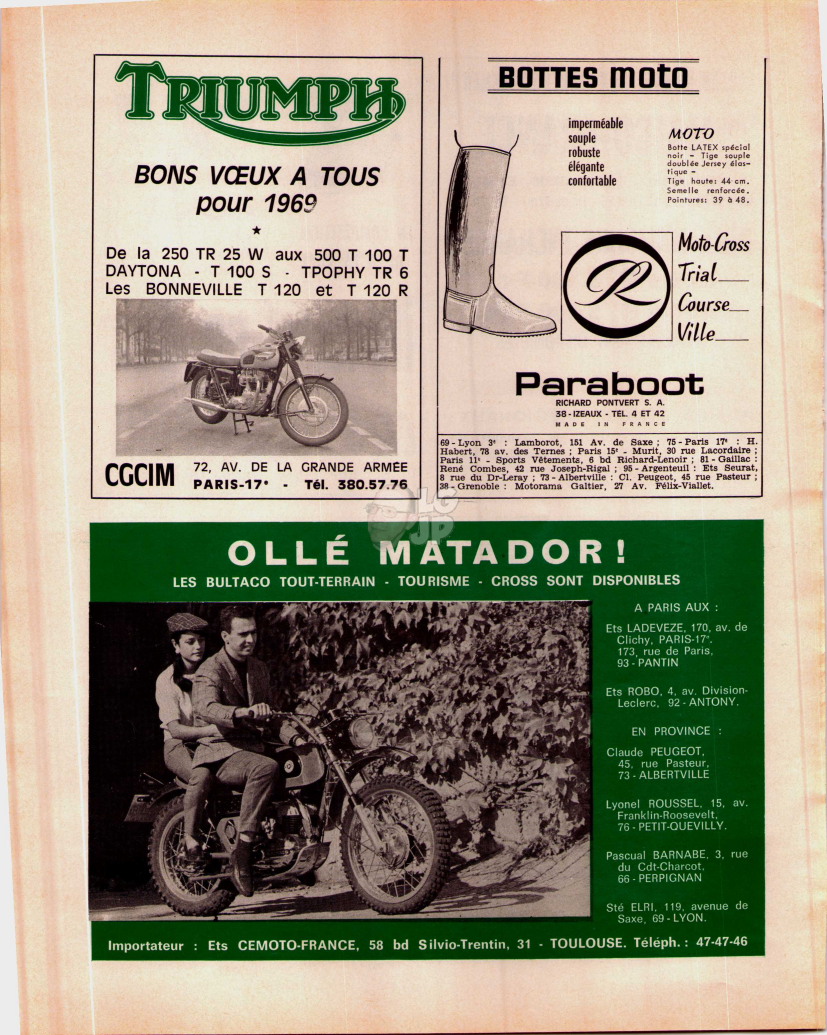 TRIUMPH
BONS VŒUX A TOUS
pour 1969
★
De la 250 TR 25 W aux 500 T 100 T
DAYTONA - T 100 S - TPOPHY TR 6
Les BONNEVILLE T 120 et T 120 R
CGCIM
72, AV. DE LA GRANDE ARMÉE
PARIS-17e - Tél. 380.57.76
BOTTES moto
imperméable
souple
robuste
élégante
confortable
MOTO
Botte LATEX spécial
noir - Tige souple
doublée Jersey élas-
tique -
Tige haute: 44 cm.
Semelle renforcée.
Pointures: 39 à 48.
R
Moto-Cross
Trial
Course
Ville
Paraboot
RICHARD PONTVERT S. A.
38 - IZEAUX - TÉL. 4 ET 42
MADE IN FRANCE
69 - Lyon 3e : Lamborot, 151 Av. de Saxe ; 75 - Paris 17e : H.
Habert, 78 av. des Ternes ; Paris 15e - Murit, 30 rue Lacordaire ;
Paris 11e - Sports Vêtements, 6 bd Richard-Lenoir ; 81 - Gaillac :
René Combes, 42 rue Joseph-Rigal ; 95 - Argenteuil : Ets Seurat,
8 rue du Dr-Leray ; 73 - Albertville : Cl. Peugeot, 45 rue Pasteur ;
38 - Grenoble : Motorama Galtier, 27 Av. Félix-Viallet.
LG
JP
OLLÉ MATADOR !
LES BULTACO TOUT-TERRAIN - TOURISME - CROSS SONT DISPONIBLES
A PARIS AUX :
Ets LADEVEZE, 170, av. de
Clichy, PARIS-17e.
173, rue de Paris,
93 - PANTIN
Ets ROBO, 4, av. Division-
Leclerc, 92 - ANTONY.
EN PROVINCE :
Claude PEUGEOT,
45, rue Pasteur,
73 - ALBERTVILLE
Lyonel ROUSSEL, 15, av.
Franklin-Roosevelt,
76 - PETIT-QUEVILLY.
Pascual BARNABE, 3, rue
du Cdt-Charcot,
66 - PERPIGNAN
Sté ELRI, 119, avenue de
Saxe, 69 - LYON.
Importateur : Ets CEMOTO-FRANCE, 58 bd Silvio-Trentin, 31 - TOULOUSE. Téléph. : 47-47-46